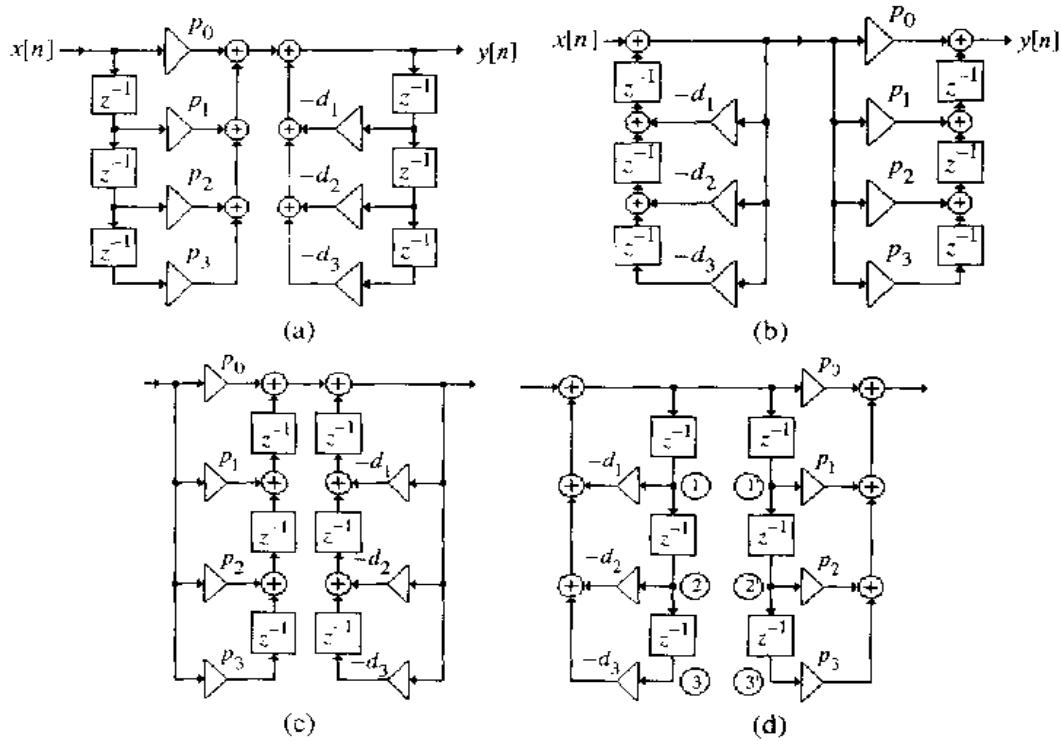 p0
x[n] y[n]
z^-1 p1 -d1 z^-1
z^-1 p2 -d2 z^-1
z^-1 p3 -d3 z^-1
(a)
p0
x[n] y[n]
z^-1 -d1 p1 z^-1
z^-1 -d2 p2 z^-1
z^-1 -d3 p3 z^-1
(b)
p0
z^-1 z^-1
p1 -d1
z^-1 z^-1
p2 -d2
z^-1 z^-1
p3 -d3
(c)
p0
z^-1 z^-1
-d1 1 1' p1
z^-1 z^-1
-d2 2 2' p2
z^-1 z^-1
-d3 3 3' p3
(d)